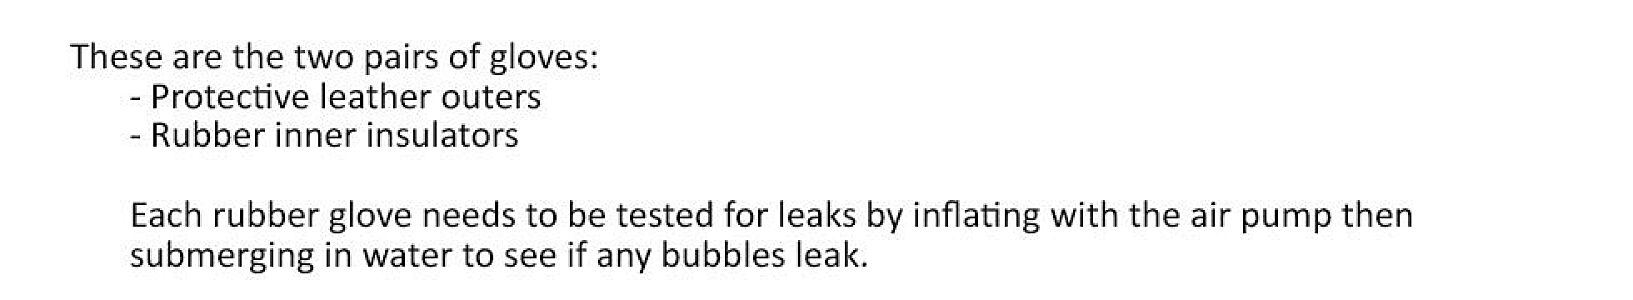 These are the two pairs of gloves:
- Protective leather outers
- Rubber inner insulators
Each rubber glove needs to be tested for leaks by inflating with the air pump then
submerging in water to see if any bubbles leak.